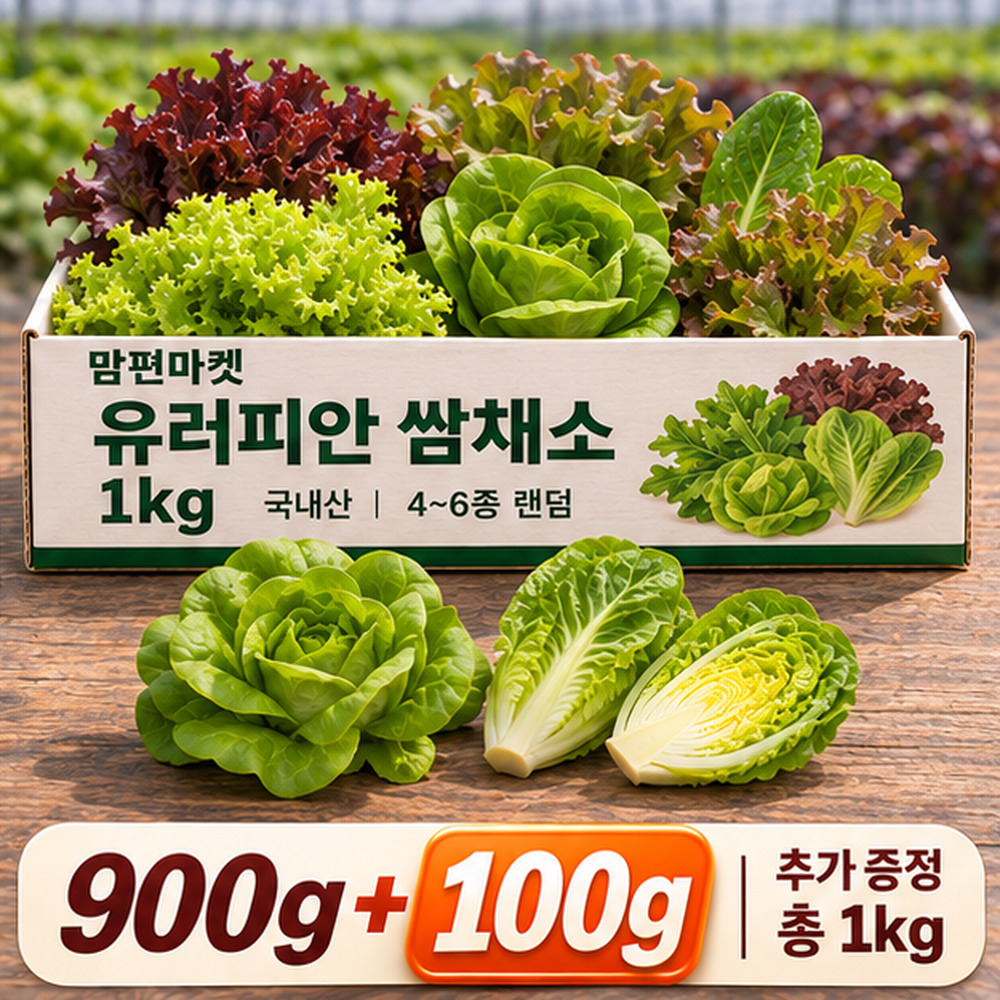 맘편마켓
유러피안 쌈채소
1kg 국내산 | 4~6종 랜덤
900g + 100g
추가 증정
총 1kg